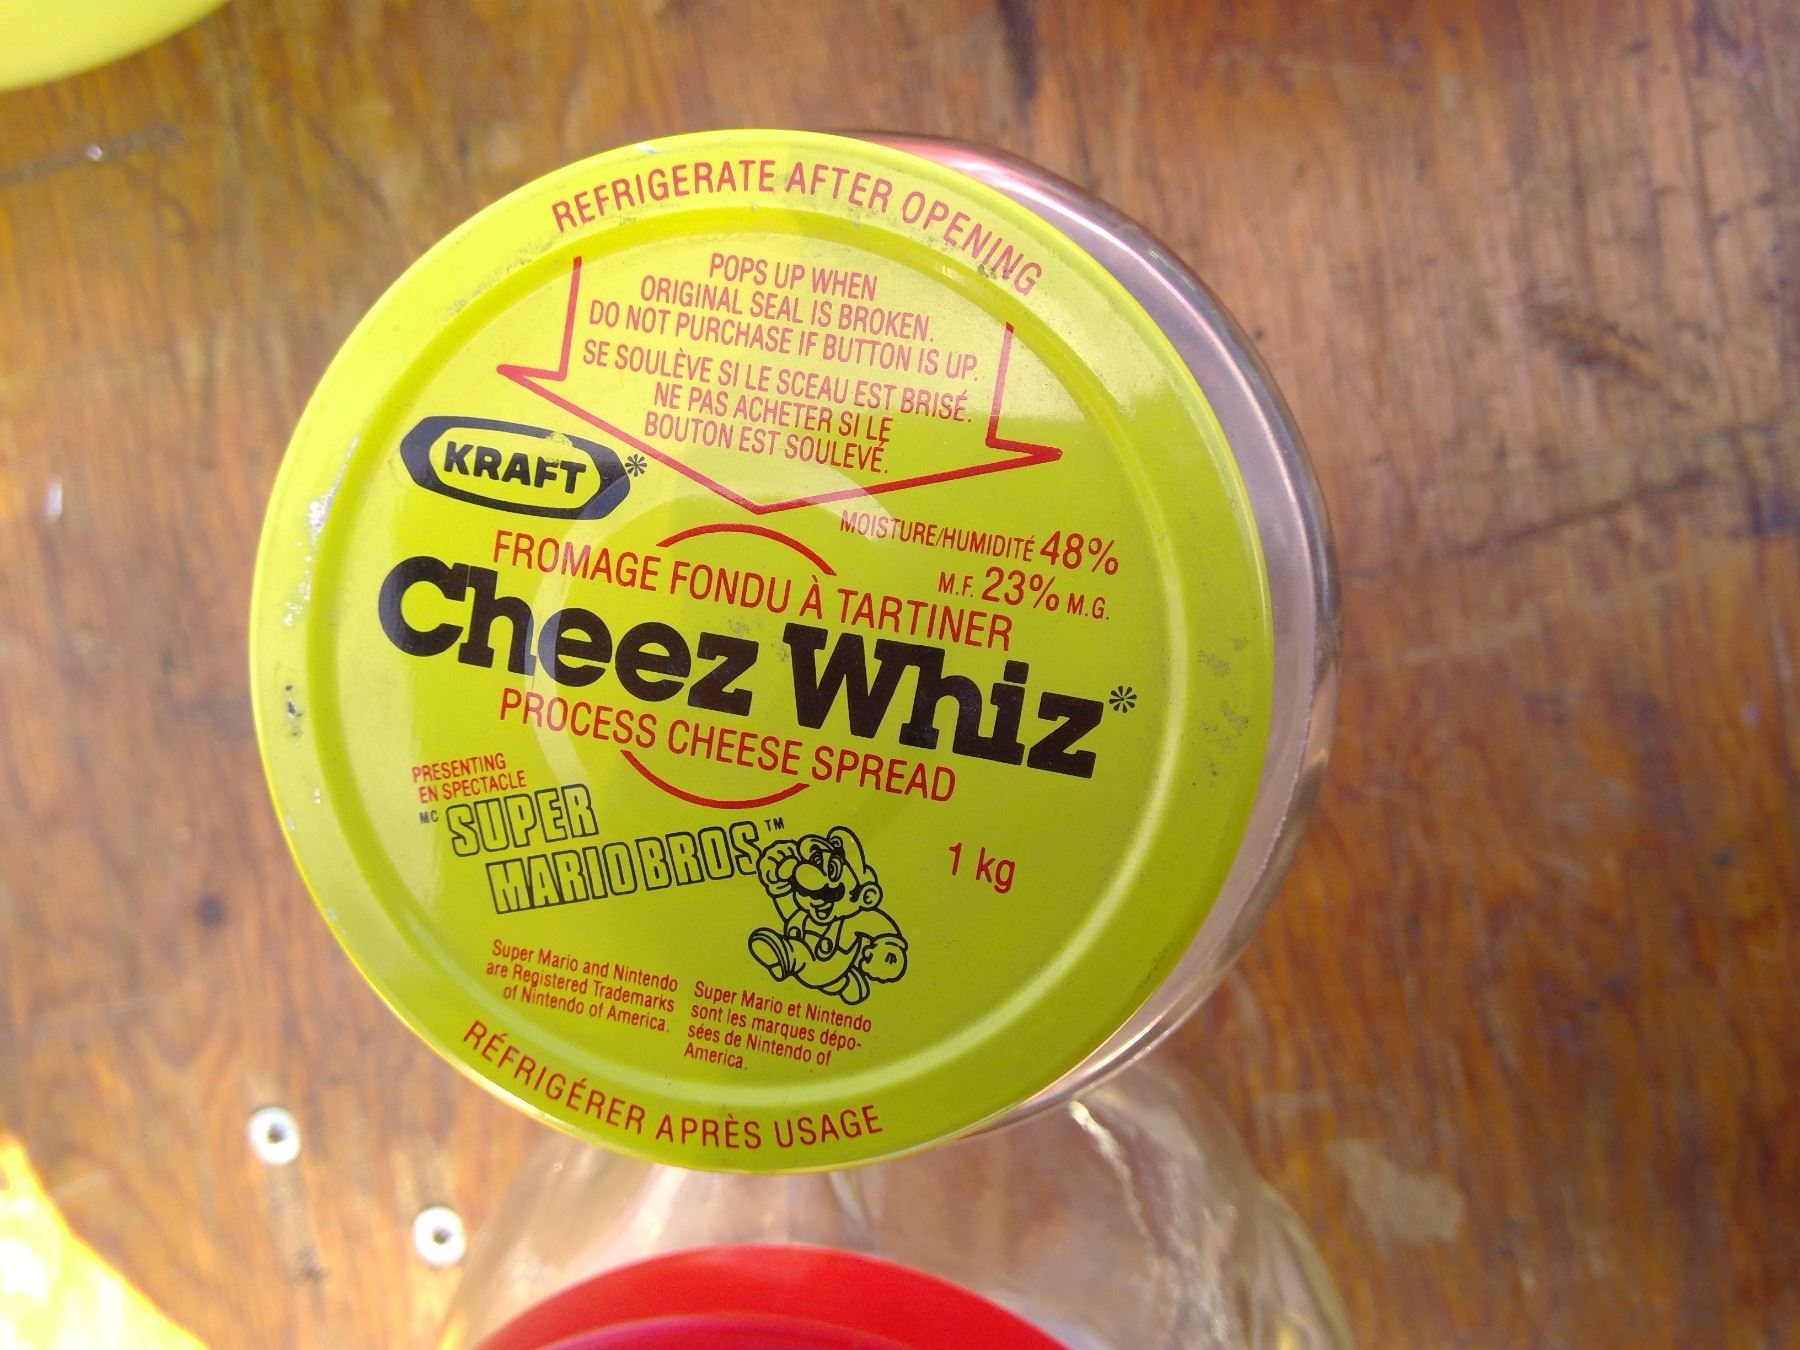 REFRIGERATE AFTER OPENING
POPS UP WHEN
ORIGINAL SEAL IS BROKEN.
DO NOT PURCHASE IF BUTTON IS UP.
SE SOULÈVE SI LE SCEAU EST BRISÉ.
NE PAS ACHETER SI LE
BOUTON EST SOULEVÉ.
KRAFT*
MOISTURE/HUMIDITÉ 48%
M.F. 23% M.G.
FROMAGE FONDU À TARTINER
Cheez Whiz*
PROCESS CHEESE SPREAD
PRESENTING
EN SPECTACLE
MC SUPER
MARIO BROS™
1 kg
Super Mario and Nintendo
are Registered Trademarks
of Nintendo of America.
Super Mario et Nintendo
sont les marques dépo-
sées de Nintendo of
America.
RÉFRIGÉRER APRÈS USAGE